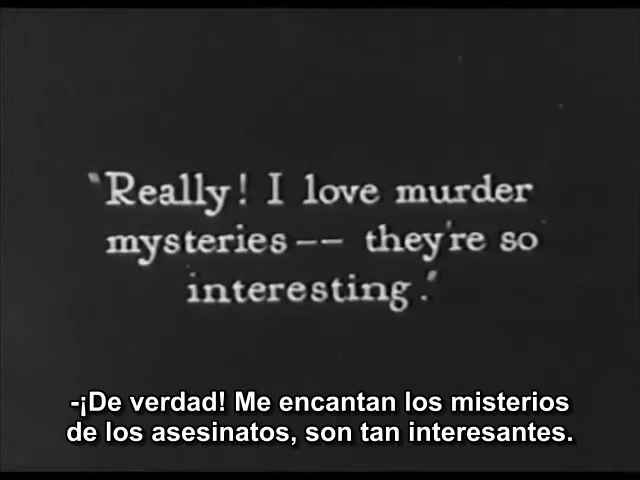 "Really! I love murder
mysteries -- they're so
interesting."
-¡De verdad! Me encantan los misterios
de los asesinatos, son tan interesantes.